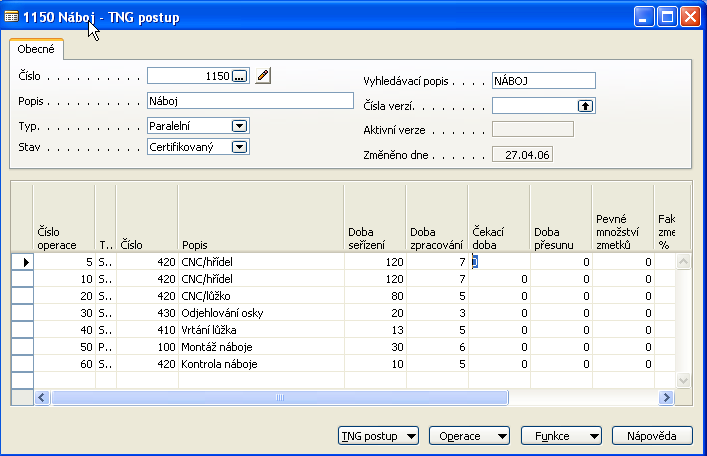 1150 Náboj - TNG postup
Obecné
Číslo . . . . . . . . . . 1150 ...
Popis . . . . . . . . . . Náboj
Typ. . . . . . . . . . . Paralelní
Stav . . . . . . . . . . Certifikovaný
Vyhledávací popis . . . . NÁBOJ
Čísla verzí. . . . . . . .
Aktivní verze . . . . . .
Změněno dne . . . . . . 27.04.06
Číslo operace T.. Číslo Popis Doba seřízení Doba zpracování Čekací doba Doba přesunu Pevné množství zmetků Fak zme %
5 S.. 420 CNC/hřídel 120 7 0 0 0
10 S.. 420 CNC/hřídel 120 7 0 0 0
20 S.. 420 CNC/lůžko 80 5 0 0 0
30 S.. 430 Odjehlování osky 20 3 0 0 0
40 S.. 410 Vrtání lůžka 13 5 0 0 0
50 P.. 100 Montáž náboje 30 6 0 0 0
60 S.. 420 Kontrola náboje 10 5 0 0 0
TNG postup Operace Funkce Nápověda